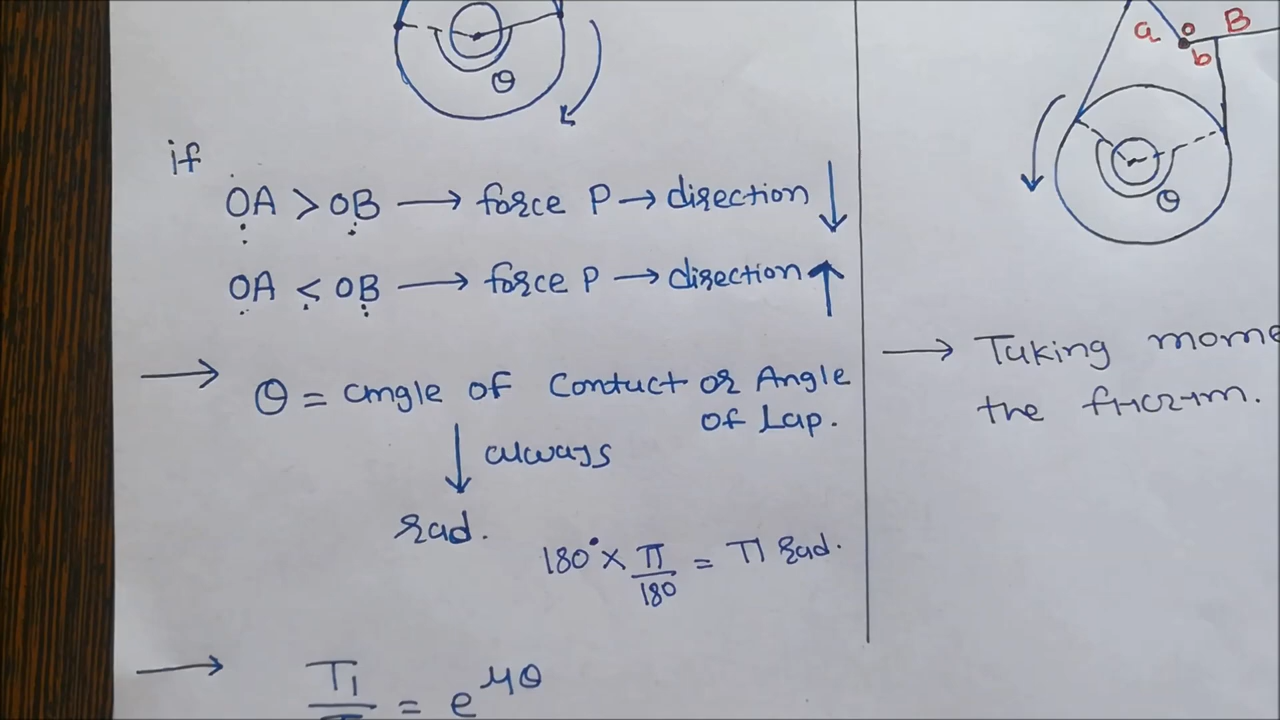 θ
if
OA > OB → force P → direction ↓
OA < OB → force P → direction ↑
→ θ = angle of Contact or Angle
of Lap.
↓ always
rad.
180° × π/180 = π rad.
→ T1
= e^μθ
a o B
b
θ
→ Taking mome
the